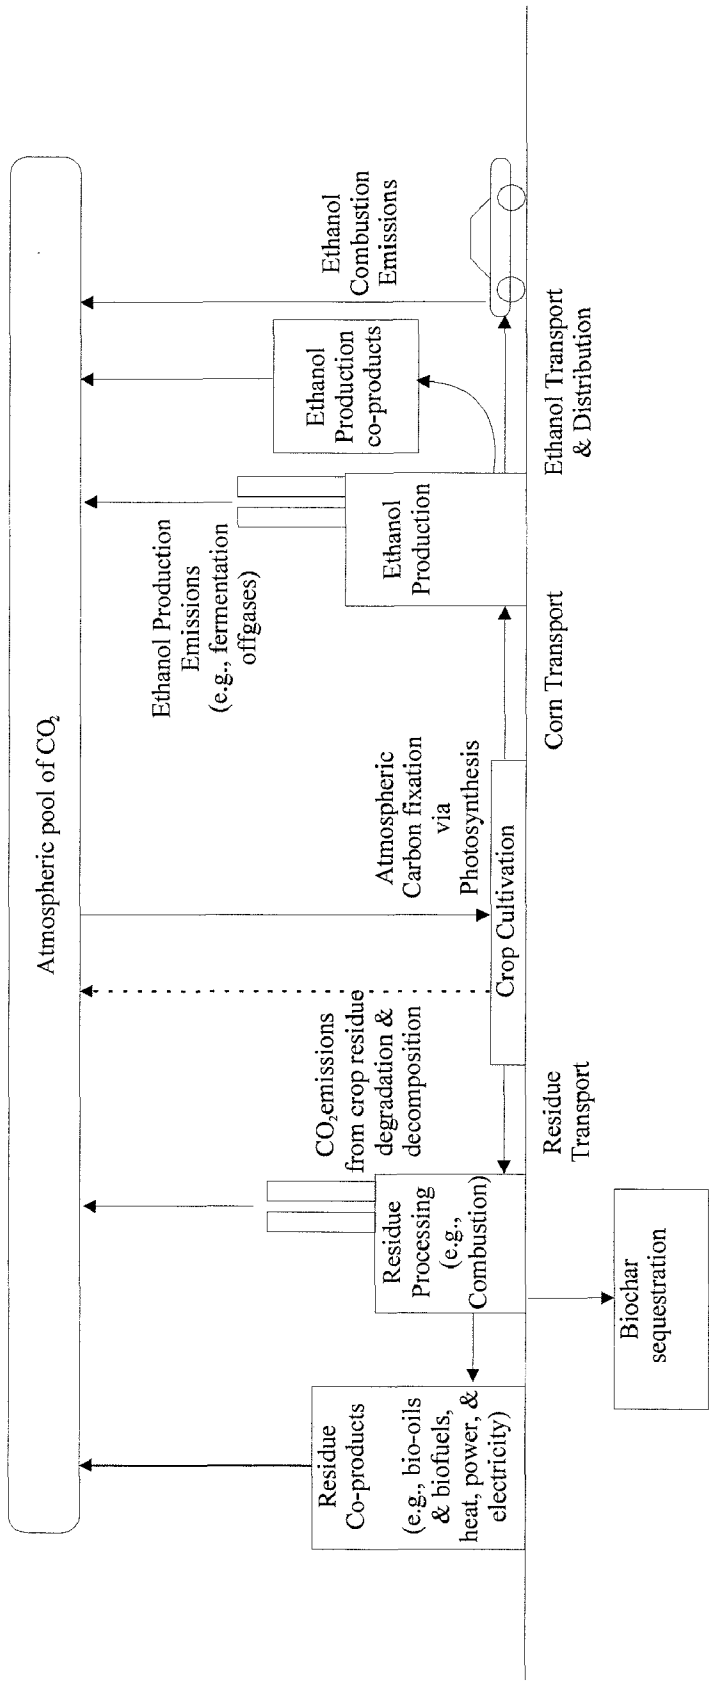 Atmospheric pool of CO2
Residue
Co-products
(e.g., bio-oils
& biofuels,
heat, power, &
electricity)
Residue
Processing
(e.g.,
Combustion)
CO2emissions
from crop residue
degradation &
decomposition
Atmospheric
Carbon fixation
via
Photosynthesis
Crop Cultivation
Ethanol Production
Emissions
(e.g., fermentation
offgases)
Ethanol
Production
Ethanol
Production
co-products
Ethanol
Combustion
Emissions
Residue
Transport
Corn Transport
Ethanol Transport
& Distribution
Biochar
sequestration